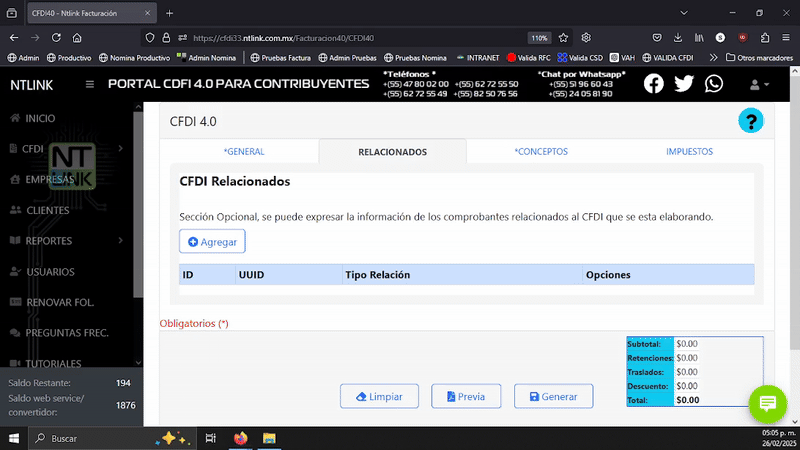 CFDI40 - Ntlink Facturación
https://cfdi33.ntlink.com.mx/Facturacion40/CFDI40
110%
Admin Productivo Nomina Productivo Admin Nomina Pruebas Factura Admin Pruebas Pruebas Nomina INTRANET Valida RFC Valida CSD VAH VALIDA CFDI Otros marcadores
NTLINK
PORTAL CDFI 4.0 PARA CONTRIBUYENTES
*Teléfonos *
+(55) 47 80 02 00 +(55) 62 72 55 50
+(55) 62 72 55 49 +(55) 82 50 76 56
*Chat por Whatsapp*
+(55) 51 96 60 43
+(55) 24 05 81 90
INICIO
CFDI
EMPRESAS
CLIENTES
REPORTES
USUARIOS
RENOVAR FOL.
PREGUNTAS FREC.
TUTORIALES
NT
LINK
Saldo Restante: 194
Saldo web service/
convertidor: 1876
CFDI 4.0
?
*GENERAL RELACIONADOS *CONCEPTOS IMPUESTOS
CFDI Relacionados
Sección Opcional, se puede expresar la información de los comprobantes relacionados al CFDI que se esta elaborando.
Agregar
ID UUID Tipo Relación Opciones
Obligatorios (*)
Subtotal: $0.00
Retenciones: $0.00
Traslados: $0.00
Descuento: $0.00
Total: $0.00
Limpiar Previa Generar
Buscar
05:05 p. m.
26/02/2025